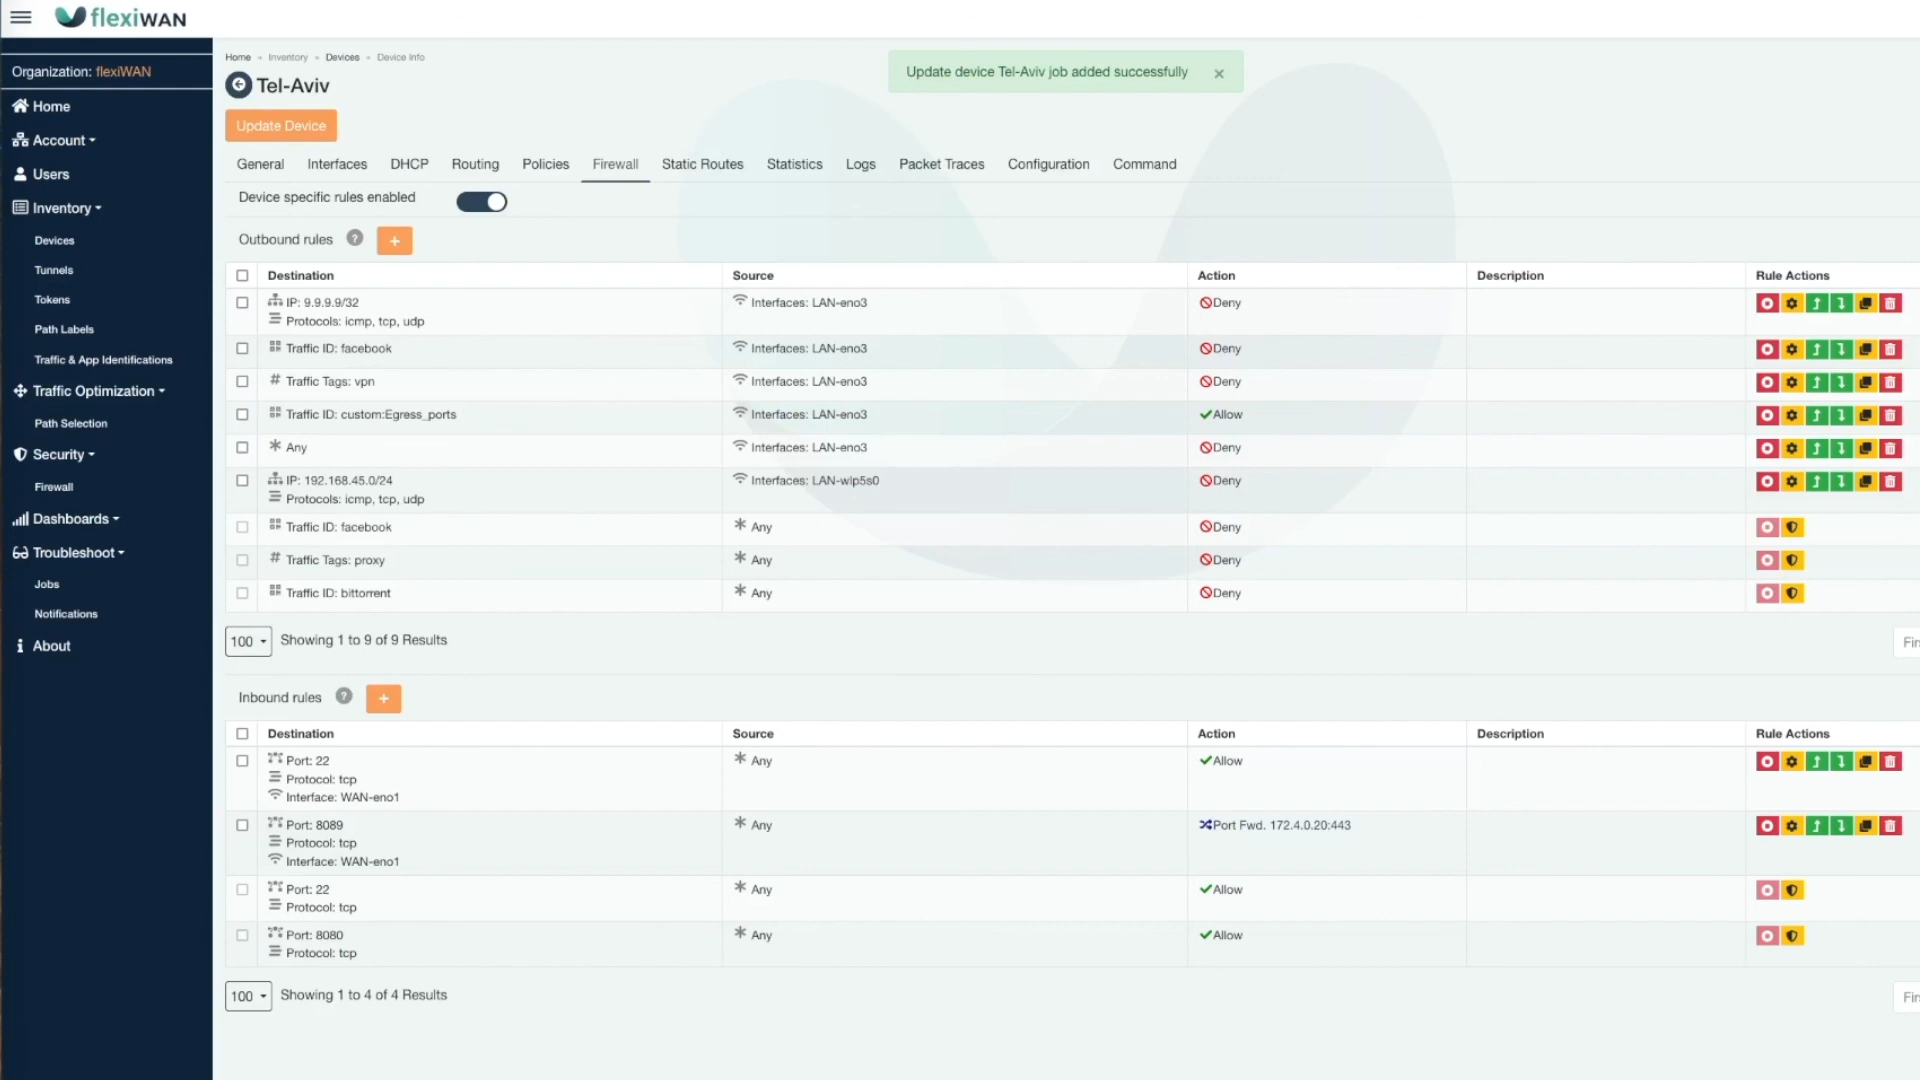 flexiWAN
Organization: flexiWAN
Home
Account
Users
Inventory
Devices
Tunnels
Tokens
Path Labels
Traffic & App Identifications
Traffic Optimization
Path Selection
Security
Firewall
Dashboards
Troubleshoot
Jobs
Notifications
About
Home Inventory Devices Device Info
Tel-Aviv
Update device Tel-Aviv job added successfully ×
Update Device
General Interfaces DHCP Routing Policies Firewall Static Routes Statistics Logs Packet Traces Configuration Command
Device specific rules enabled
Outbound rules ? +
Destination Source Action Description Rule Actions
IP: 9.9.9.9/32 Interfaces: LAN-eno3 Deny
Protocols: icmp, tcp, udp
Traffic ID: facebook Interfaces: LAN-eno3 Deny
# Traffic Tags: vpn Interfaces: LAN-eno3 Deny
Traffic ID: custom:Egress_ports Interfaces: LAN-eno3 Allow
* Any Interfaces: LAN-eno3 Deny
IP: 192.168.45.0/24 Interfaces: LAN-wlp5s0 Deny
Protocols: icmp, tcp, udp
Traffic ID: facebook * Any Deny
# Traffic Tags: proxy * Any Deny
Traffic ID: bittorrent * Any Deny
100 Showing 1 to 9 of 9 Results
Inbound rules ? +
Destination Source Action Description Rule Actions
Port: 22 * Any Allow
Protocol: tcp
Interface: WAN-eno1
Port: 8089 * Any Port Fwd. 172.4.0.20:443
Protocol: tcp
Interface: WAN-eno1
Port: 22 * Any Allow
Protocol: tcp
Port: 8080 * Any Allow
Protocol: tcp
100 Showing 1 to 4 of 4 Results